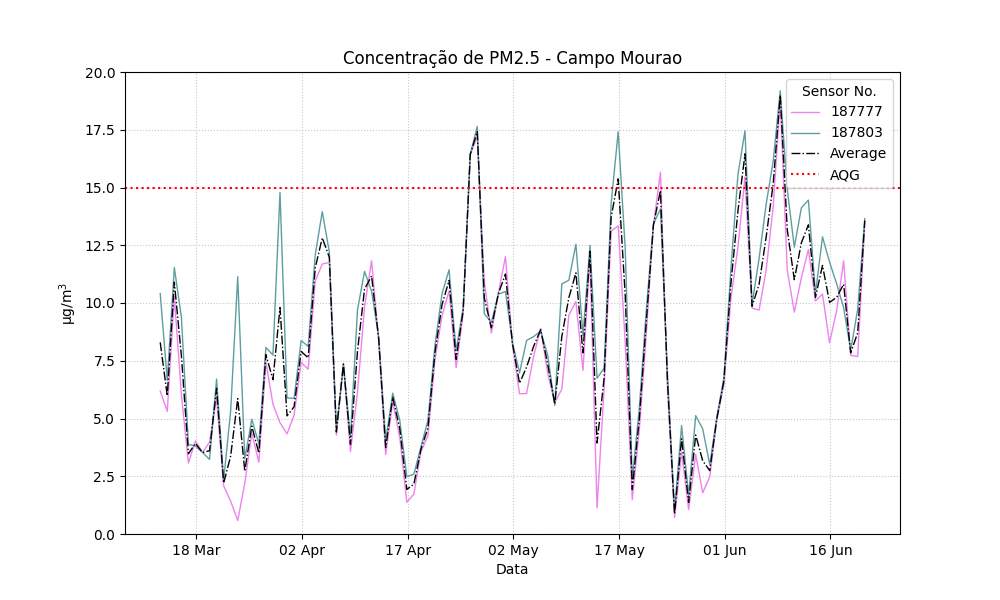 Concentração de PM2.5 - Campo Mourao
20.0
17.5
15.0
12.5
10.0
7.5
5.0
2.5
0.0
µg/m³
Sensor No.
187777
187803
Average
AQG
18 Mar
02 Apr
17 Apr
02 May
17 May
01 Jun
16 Jun
Data